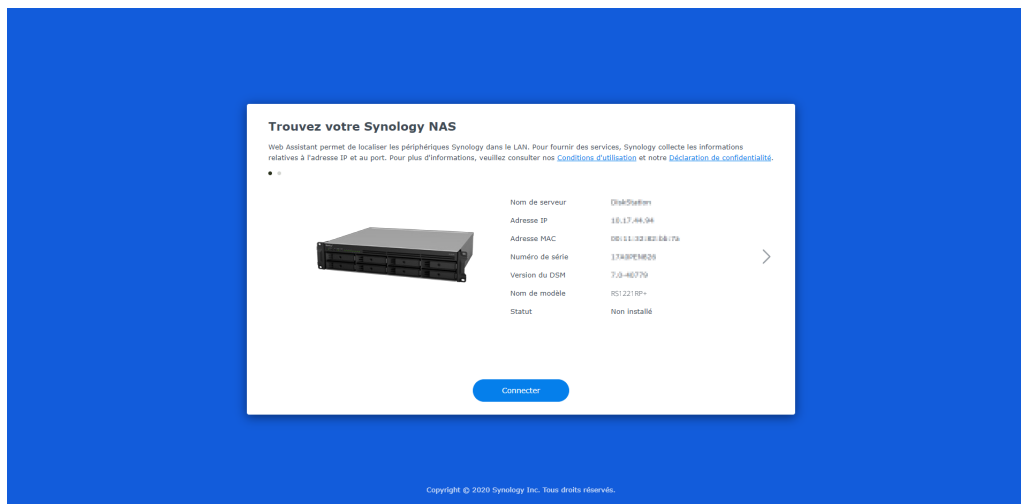 Trouvez votre Synology NAS
Web Assistant permet de localiser les périphériques Synology dans le LAN. Pour fournir des services, Synology collecte les informations
relatives à l'adresse IP et au port. Pour plus d'informations, veuillez consulter nos Conditions d'utilisation et notre Déclaration de confidentialité.
Nom de serveur DiskStation
Adresse IP
Adresse MAC
Numéro de série
Version du DSM
Nom de modèle RS1221RP+
Statut Non installé
Connecter
Copyright © 2020 Synology Inc. Tous droits réservés.